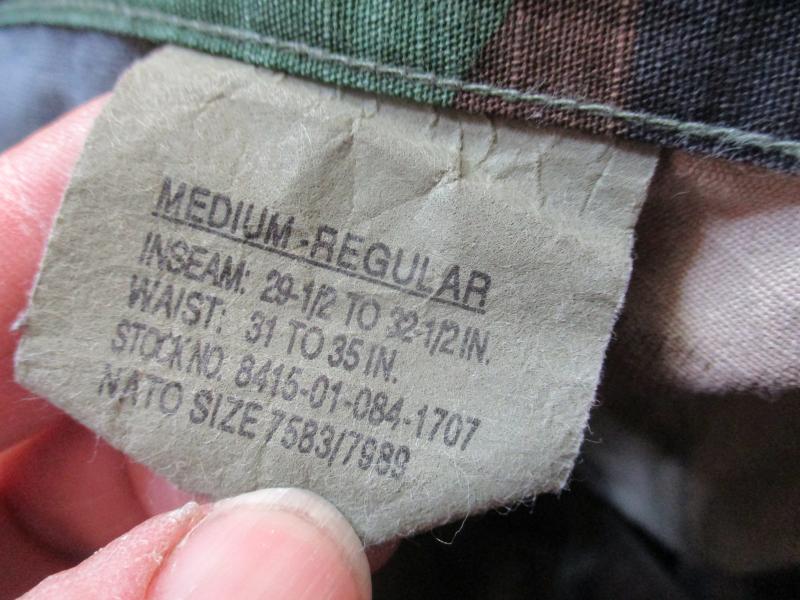 MEDIUM-REGULAR
INSEAM: 29-1/2 TO 32-1/2 IN.
WAIST: 31 TO 35 IN.
STOCK NO. 8415-01-084-1707
NATO SIZE 7583/7989